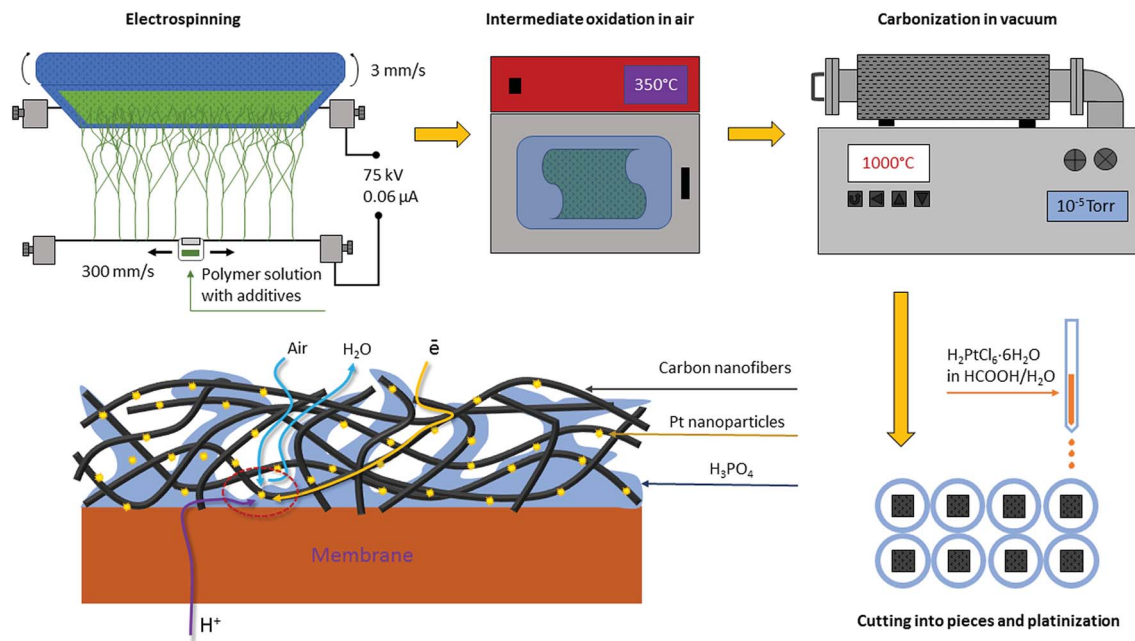 Electrospinning
Intermediate oxidation in air
Carbonization in vacuum
3 mm/s
350°C
75 kV
0.06 µA
1000°C
10⁻⁵ Torr
300 mm/s
Polymer solution
with additives
Air
H₂O
ē
Carbon nanofibers
Pt nanoparticles
H₃PO₄
H₂PtCl₆·6H₂O
in HCOOH/H₂O
Membrane
H⁺
Cutting into pieces and platinization